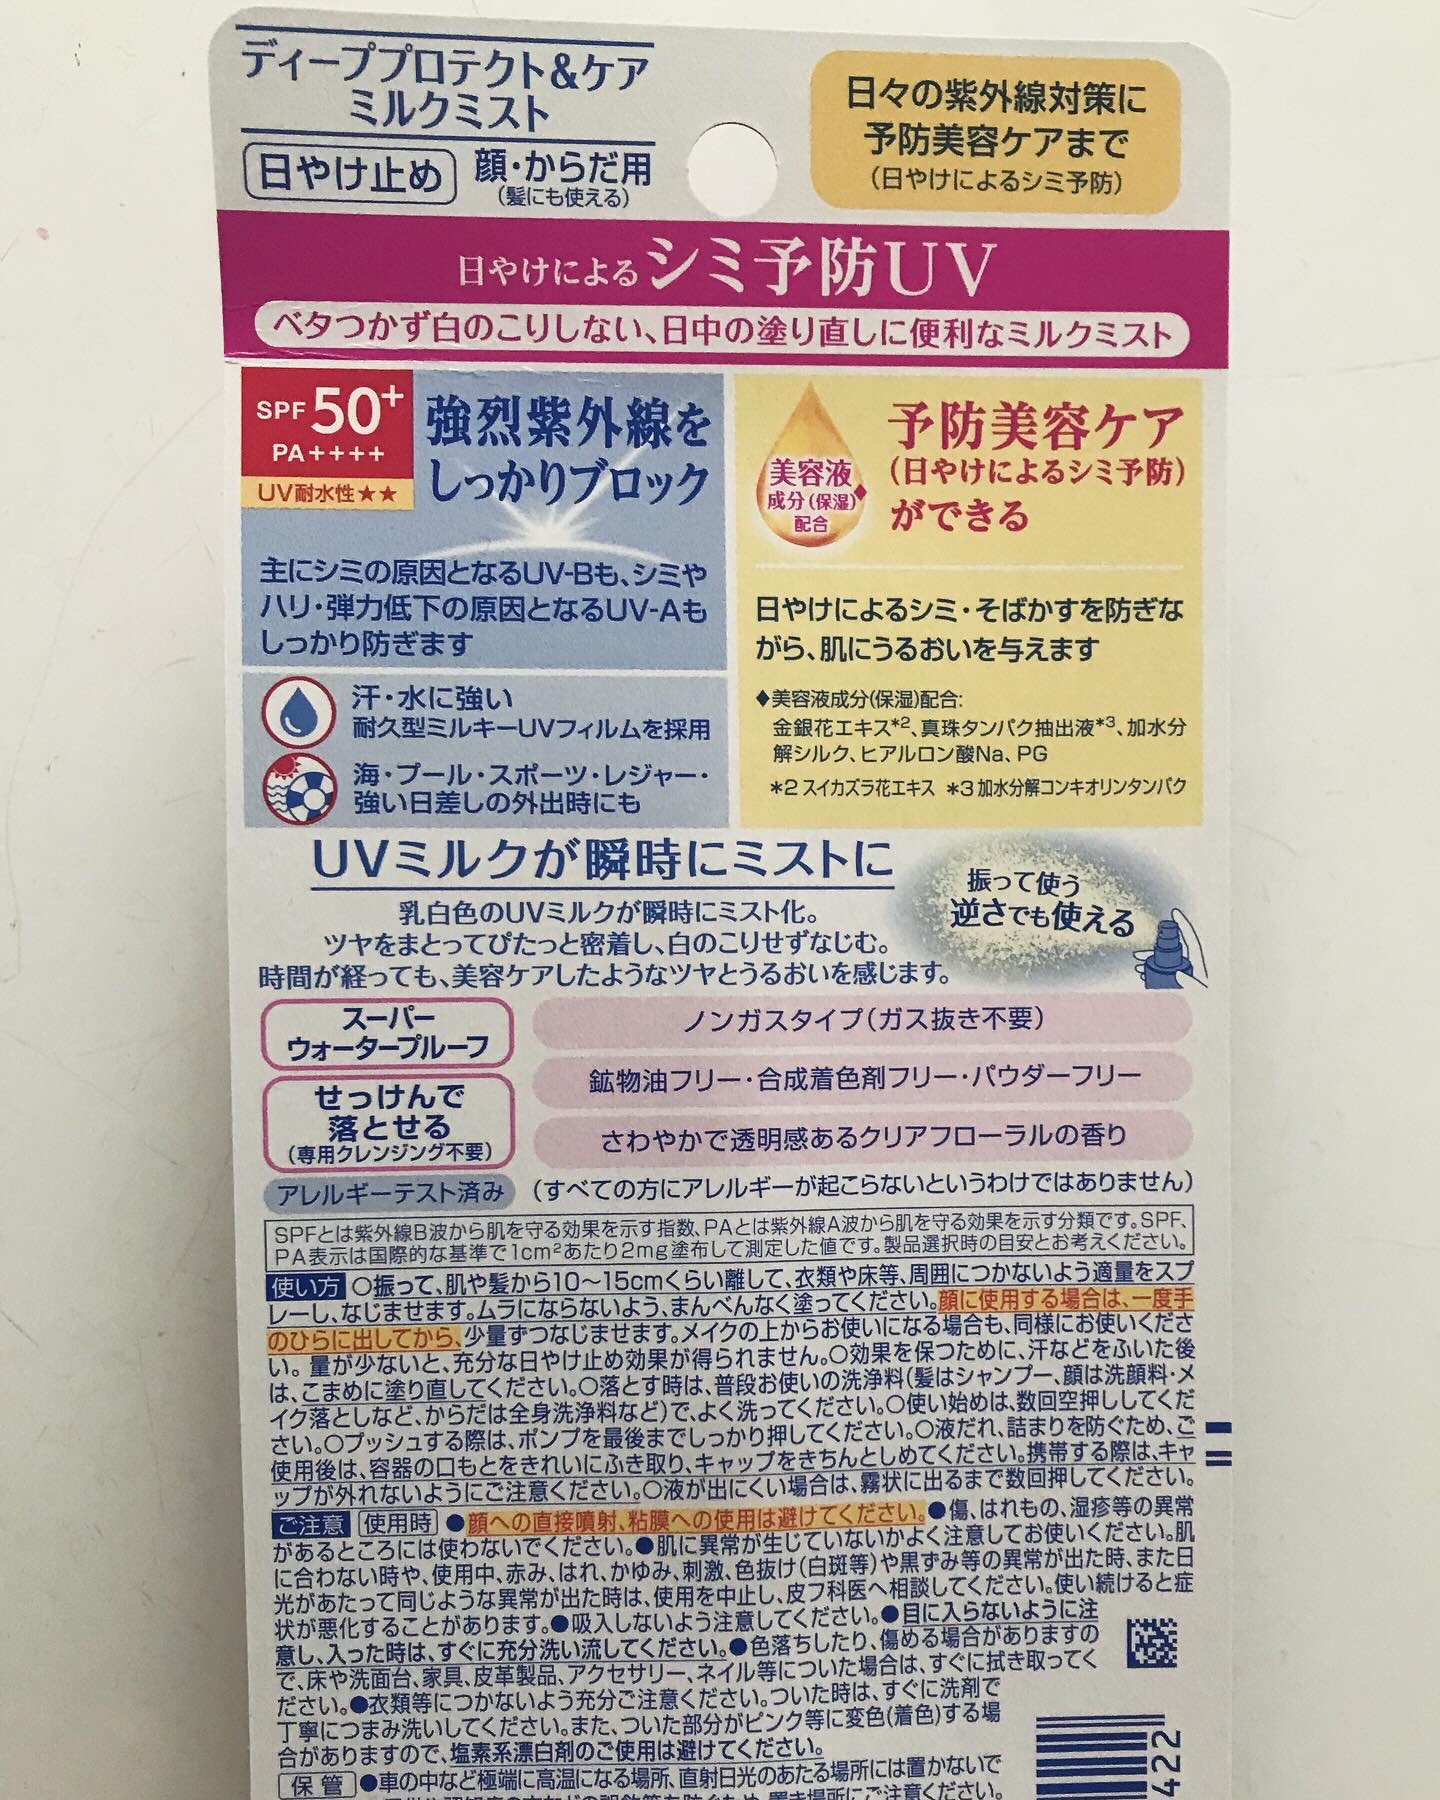 ディーププロテクト&ケア
ミルクミスト
日やけ止め
顔・からだ用
(髪にも使える)
日々の紫外線対策に
予防美容ケアまで
(日やけによるシミ予防)
日やけによるシミ予防UV
ベタつかず白のこりしない、日中の塗り直しに便利なミルクミスト
SPF50+
PA++++
UV耐水性★★
強烈紫外線を
しっかりブロック
主にシミの原因となるUV-Bも、シミや
ハリ・弾力低下の原因となるUV-Aも
しっかり防ぎます
汗・水に強い
耐久型ミルキーUVフィルムを採用
海・プール・スポーツ・レジャー・
強い日差しの外出時にも
美容液
成分(保湿)♦
配合
予防美容ケア
(日やけによるシミ予防)
ができる
日やけによるシミ・そばかすを防ぎな
がら、肌にうるおいを与えます
♦美容液成分(保湿)配合:
金銀花エキス*2、真珠タンパク抽出液*3、加水分
解シルク、ヒアルロン酸Na、PG
*2 スイカズラ花エキス *3 加水分解コンキオリンタンパク
UVミルクが瞬時にミストに
乳白色のUVミルクが瞬時にミスト化。
ツヤをまとってぴたっと密着し、白のこりせずなじむ。
時間が経っても、美容ケアしたようなツヤとうるおいを感じます。
振って使う
逆さでも使える
スーパー
ウォータープルーフ
せっけんで
落とせる
(専用クレンジング不要)
ノンガスタイプ(ガス抜き不要)
鉱物油フリー・合成着色剤フリー・パウダーフリー
さわやかで透明感あるクリアフローラルの香り
アレルギーテスト済み (すべての方にアレルギーが起こらないというわけではありません)
SPFとは紫外線B波から肌を守る効果を示す指数、PAとは紫外線A波から肌を守る効果を示す分類です。SPF、
PA表示は国際的な基準で1cm²あたり2mg塗布して測定した値です。製品選択時の目安とお考えください。
使い方 ○振って、肌や髪から10～15cmくらい離して、衣類や床等、周囲につかないよう適量をスプ
レーし、なじませます。ムラにならないよう、まんべんなく塗ってください。顔に使用する場合は、一度手
のひらに出してから、少量ずつなじませます。メイクの上からお使いになる場合も、同様にお使いくださ
い。量が少ないと、充分な日やけ止め効果が得られません。○効果を保つために、汗などをふいた後
は、こまめに塗り直してください。○落とす時は、普段お使いの洗浄料(髪はシャンプー、顔は洗顔料・メ
イク落としなど、からだは全身洗浄料など)で、よく洗ってください。○使い始めは、数回空押ししてくだ
さい。○プッシュする際は、ポンプを最後までしっかり押してください。○液だれ、詰まりを防ぐため、ご
使用後は、容器の口もとをきれいにふき取り、キャップをきちんとしめてください。携帯する際は、キャ
ップが外れないようにご注意ください。○液が出にくい場合は、霧状に出るまで数回押してください。
ご注意 使用時 ●顔への直接噴射、粘膜への使用は避けてください。●傷、はれもの、湿疹等の異常
があるところには使わないでください。●肌に異常が生じていないかよく注意してお使いください。肌
に合わない時や、使用中、赤み、はれ、かゆみ、刺激、色抜け(白斑等)や黒ずみ等の異常が出た時、また日
光があたって同じような異常が出た時は、使用を中止し、皮フ科医へ相談してください。使い続けると症
状が悪化することがあります。●吸入しないよう注意してください。●目に入らないように注
意し、入った時は、すぐに充分洗い流してください。●色落ちしたり、傷める場合がありますの
で、床や洗面台、家具、皮革製品、アクセサリー、ネイル等についた場合は、すぐに拭き取ってく
ださい。●衣類等につかないよう充分ご注意ください。ついた時は、すぐに洗剤で
丁寧につまみ洗いしてください。また、ついた部分がピンク等に変色(着色)する場
合がありますので、塩素系漂白剤のご使用は避けてください。
保管 ●車の中など極端に高温になる場所、直射日光のあたる場所には置かないで
422